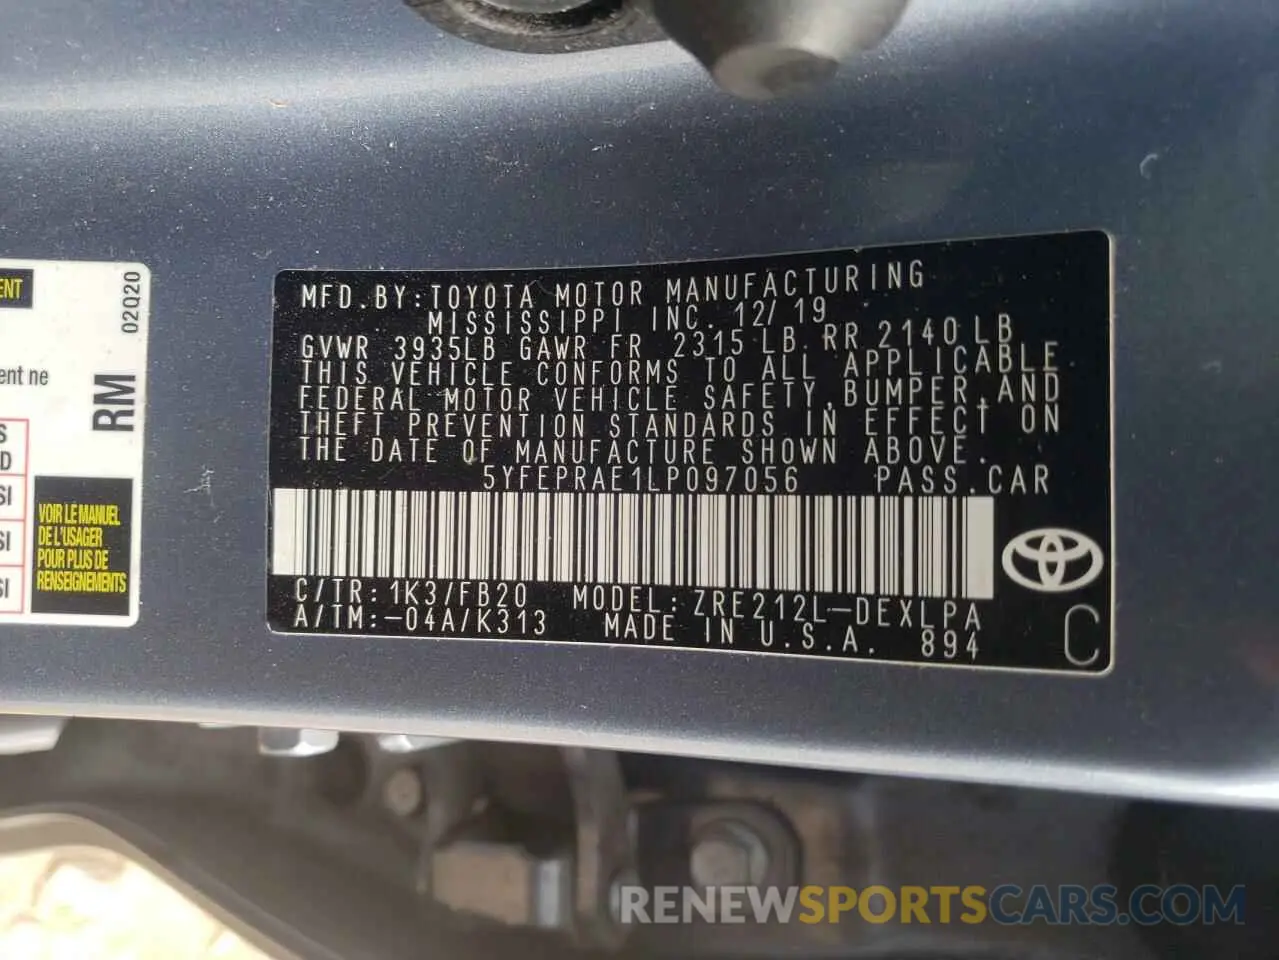 MFD.BY:TOYOTA MOTOR MANUFACTURING
MISSISSIPPI INC. 12/19
GVWR 3935LB GAWR FR 2315 LB RR 2140 LB
THIS VEHICLE CONFORMS TO ALL APPLICABLE
FEDERAL MOTOR VEHICLE SAFETY,BUMPER,AND
THEFT PREVENTION STANDARDS IN EFFECT ON
THE DATE OF MANUFACTURE SHOWN ABOVE.
5YFEPRAE1LP097056 PASS.CAR
C/TR:1K3/FB20 MODEL:ZRE212L-DEXLPA
A/TM:-04A/K313 MADE IN U.S.A. 894
C
02Q20
RM
ent ne
VOIR LE MANUEL
DE L'USAGER
POUR PLUS DE
RENSEIGNEMENTS
RENEWSPORTSCARS.COM